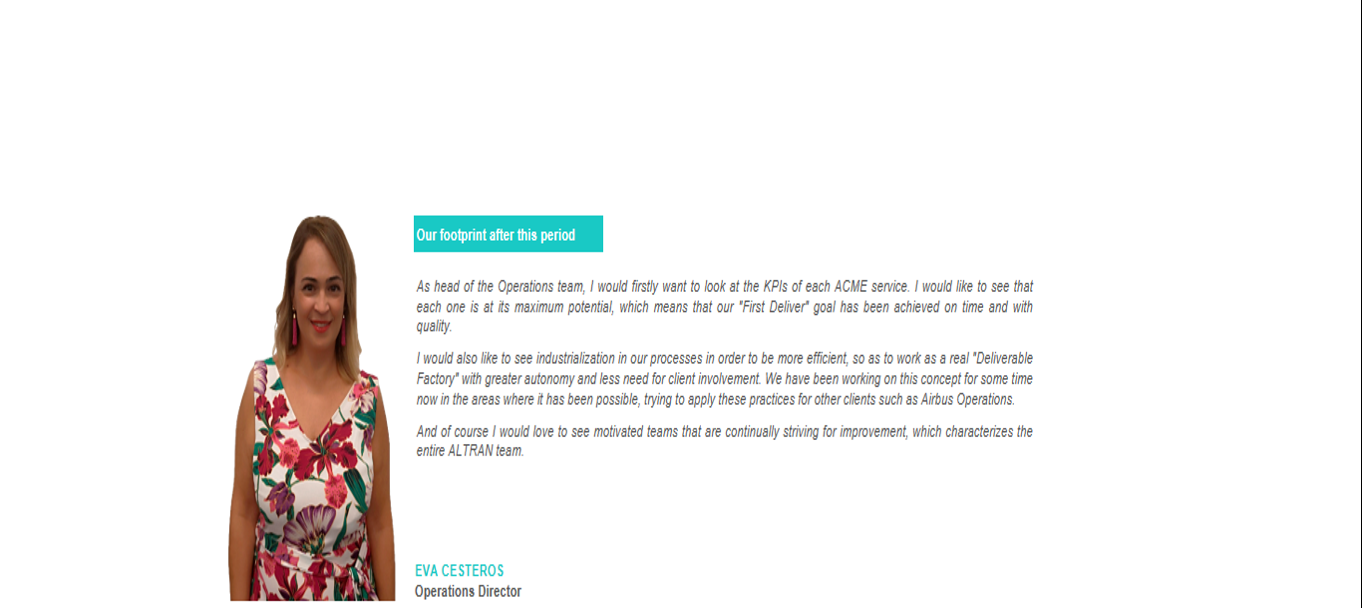 Our footprint after this period
As head of the Operations team, I would firstly want to look at the KPIs of each ACME service. I would like to see that
each one is at its maximum potential, which means that our "First Deliver" goal has been achieved on time and with
quality.
I would also like to see industrialization in our processes in order to be more efficient, so as to work as a real "Deliverable
Factory" with greater autonomy and less need for client involvement. We have been working on this concept for some time
now in the areas where it has been possible, trying to apply these practices for other clients such as Airbus Operations.
And of course I would love to see motivated teams that are continually striving for improvement, which characterizes the
entire ALTRAN team.
EVA CESTEROS
Operations Director